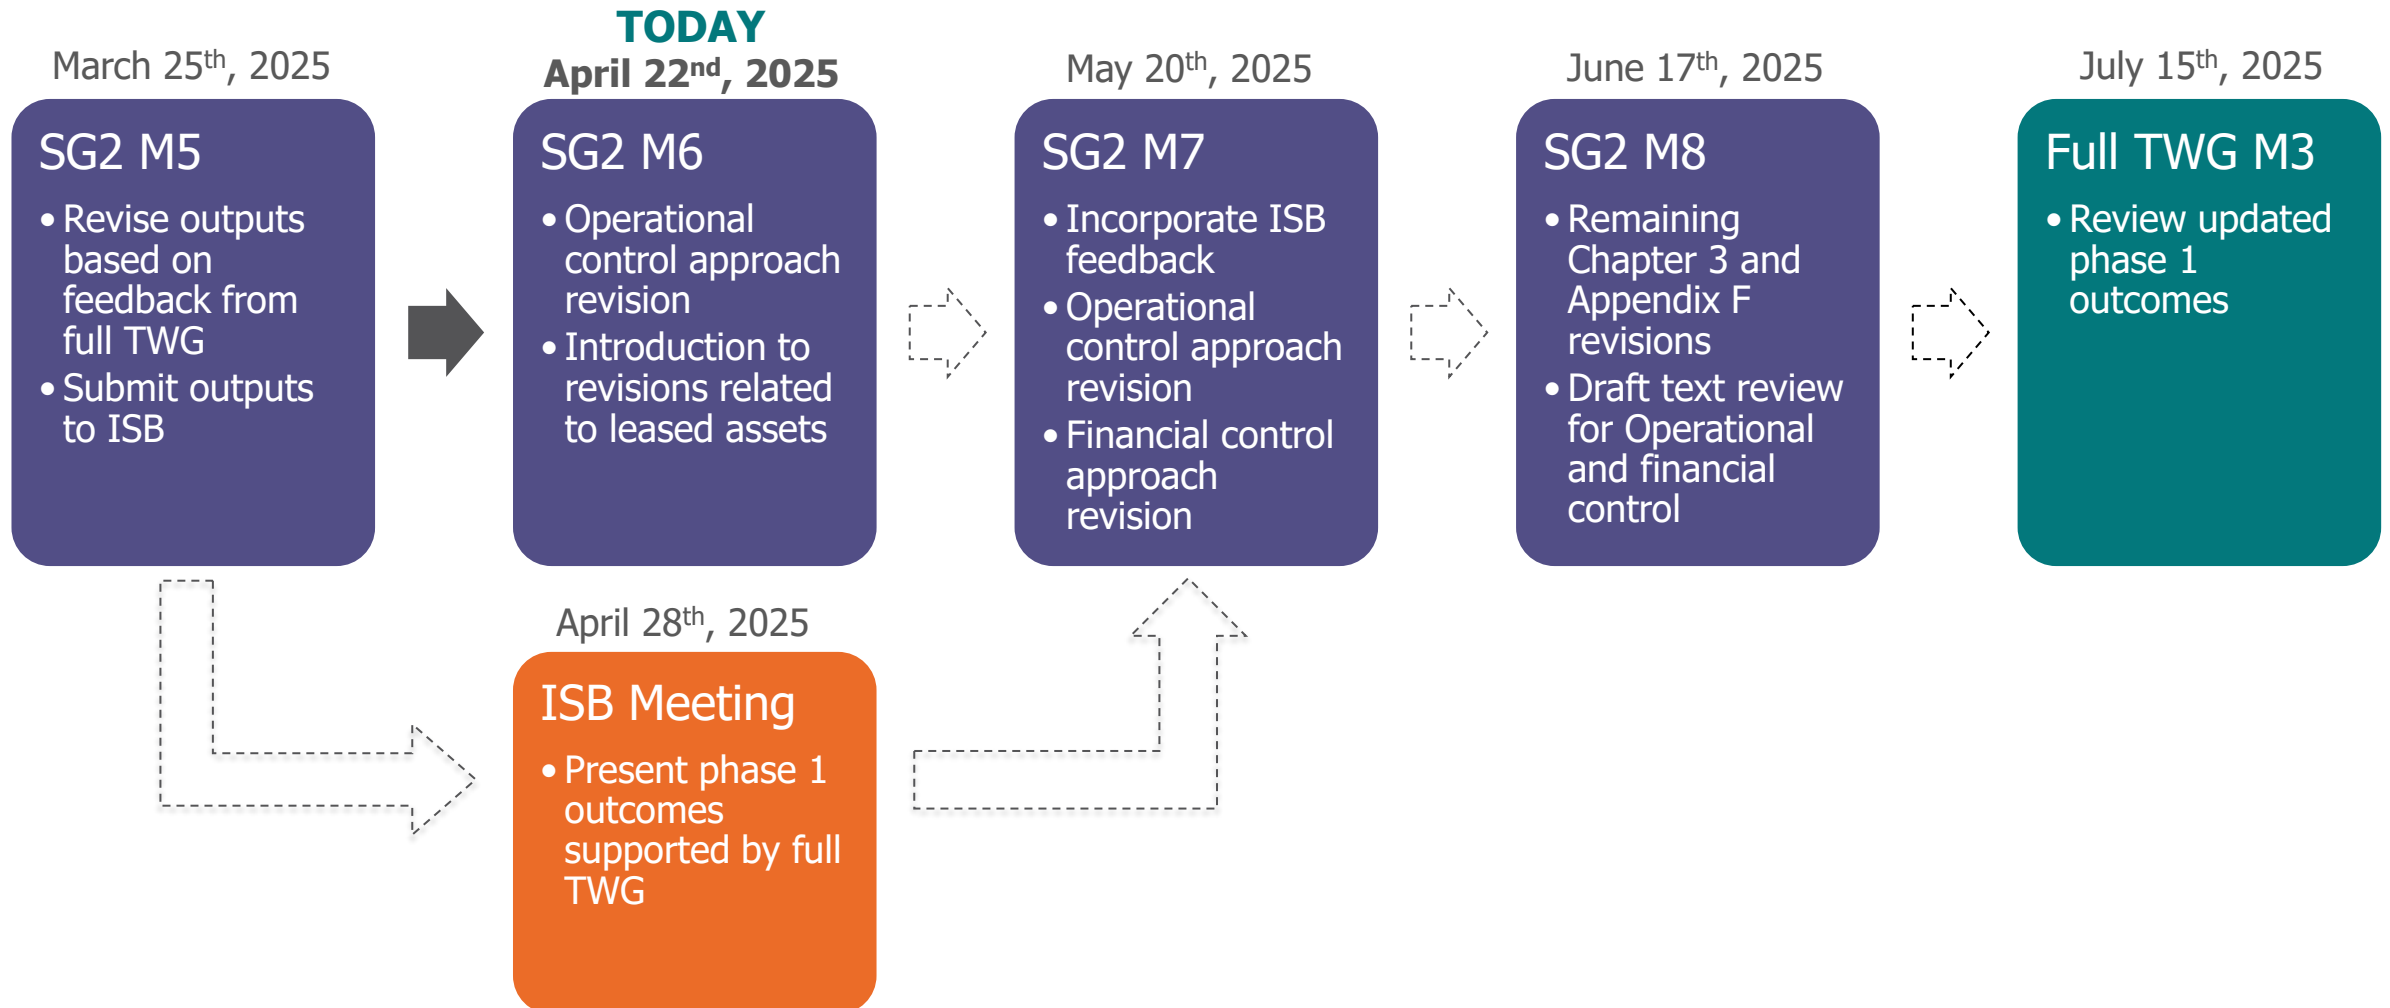 March 25th, 2025
SG2 M5
• Revise outputs
based on
feedback from
full TWG
• Submit outputs
to ISB
TODAY
April 22nd, 2025
SG2 M6
• Operational
control approach
revision
• Introduction to
revisions related
to leased assets
May 20th, 2025
SG2 M7
• Incorporate ISB
feedback
• Operational
control approach
revision
• Financial control
approach
revision
June 17th, 2025
SG2 M8
• Remaining
Chapter 3 and
Appendix F
revisions
• Draft text review
for Operational
and financial
control
July 15th, 2025
Full TWG M3
• Review updated
phase 1
outcomes
April 28th, 2025
ISB Meeting
• Present phase 1
outcomes
supported by full
TWG